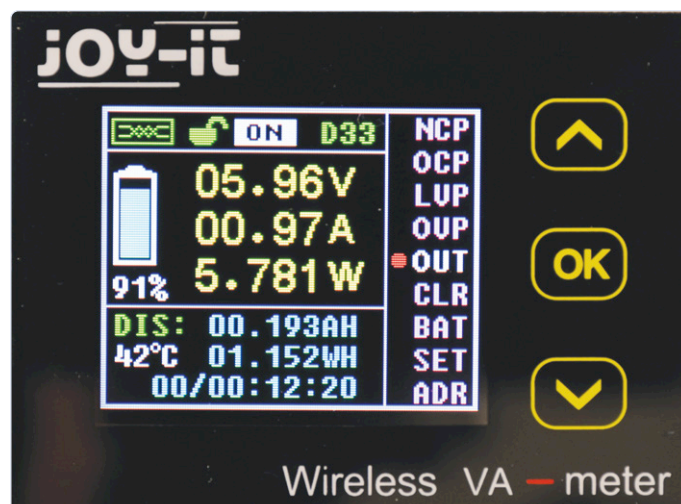 JOY-iT
ON D33
05.96V
00.97A
5.781W
91%
DIS: 00.193AH
42°C 01.152WH
00/00:12:20
NCP
OCP
LVP
OVP
OUT
CLR
BAT
SET
ADR
OK
Wireless VA - meter